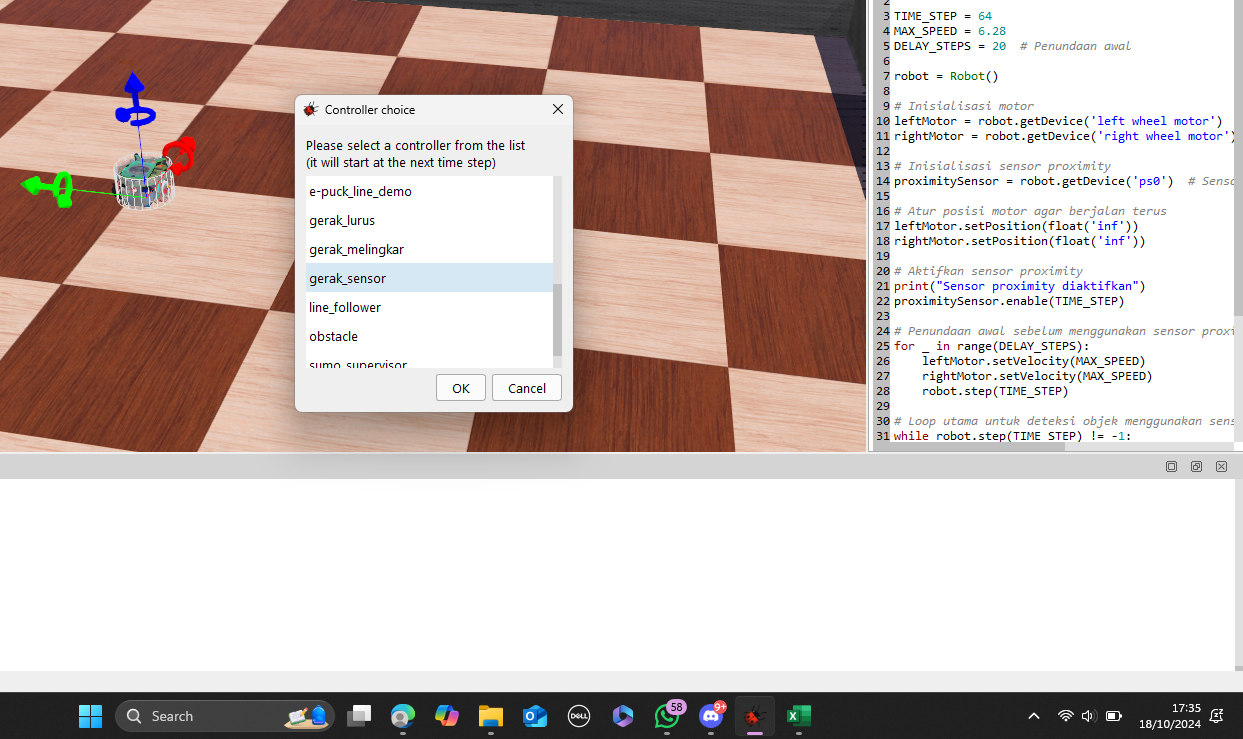 Controller choice
Please select a controller from the list
(it will start at the next time step)
e-puck_line_demo
gerak_lurus
gerak_melingkar
gerak_sensor
line_follower
obstacle
sumo_supervisor
OK
Cancel
2
3 TIME_STEP = 64
4 MAX_SPEED = 6.28
5 DELAY_STEPS = 20  # Penundaan awal
6
7 robot = Robot()
8
9 # Inisialisasi motor
10 leftMotor = robot.getDevice('left wheel motor')
11 rightMotor = robot.getDevice('right wheel motor')
12
13 # Inisialisasi sensor proximity
14 proximitySensor = robot.getDevice('ps0')  # Senso
15
16 # Atur posisi motor agar berjalan terus
17 leftMotor.setPosition(float('inf'))
18 rightMotor.setPosition(float('inf'))
19
20 # Aktifkan sensor proximity
21 print("Sensor proximity diaktifkan")
22 proximitySensor.enable(TIME_STEP)
23
24 # Penundaan awal sebelum menggunakan sensor proxi
25 for _ in range(DELAY_STEPS):
26     leftMotor.setVelocity(MAX_SPEED)
27     rightMotor.setVelocity(MAX_SPEED)
28     robot.step(TIME_STEP)
29
30 # Loop utama untuk deteksi objek menggunakan sens
31 while robot.step(TIME_STEP) != -1:
Search
DELL
58
9+
17:35
18/10/2024